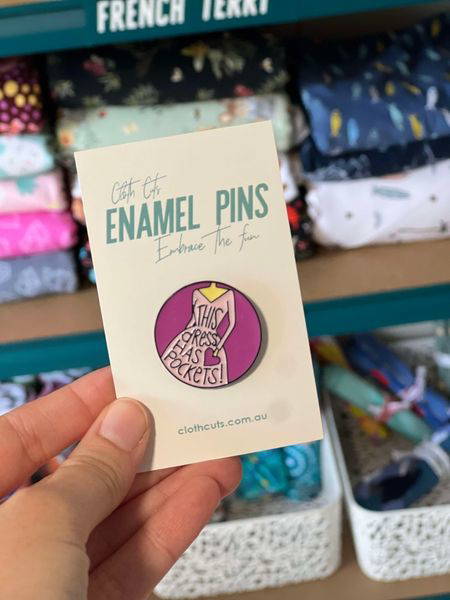 FRENCH TERRY
Cloth Cuts
ENAMEL PINS
Embrace The fun
THIS
dress
HAS
POCKETS!
clothcuts.com.au